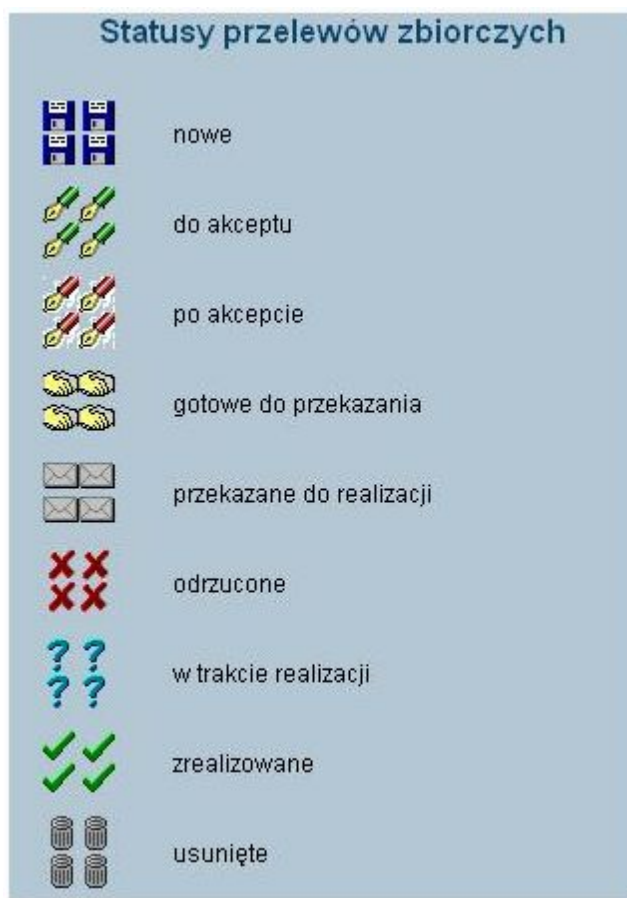 Statusy przelewów zbiorczych
nowe
do akceptu
po akcepcie
gotowe do przekazania
przekazane do realizacji
odrzucone
w trakcie realizacji
zrealizowane
usunięte